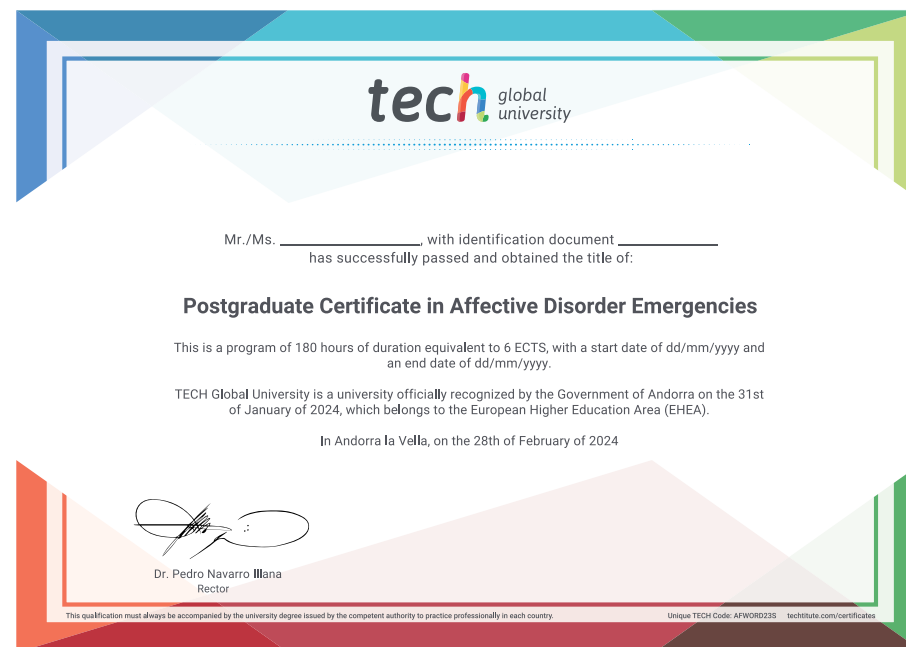 tech global university
Mr./Ms. ____________, with identification document ____________
has successfully passed and obtained the title of:
Postgraduate Certificate in Affective Disorder Emergencies
This is a program of 180 hours of duration equivalent to 6 ECTS, with a start date of dd/mm/yyyy and
an end date of dd/mm/yyyy.
TECH Global University is a university officially recognized by the Government of Andorra on the 31st
of January of 2024, which belongs to the European Higher Education Area (EHEA).
In Andorra la Vella, on the 28th of February of 2024
Dr. Pedro Navarro Illana
Rector
This qualification must always be accompanied by the university degree issued by the competent authority to practice professionally in each country.
Unique TECH Code: AFWORD23S techtitute.com/certificates